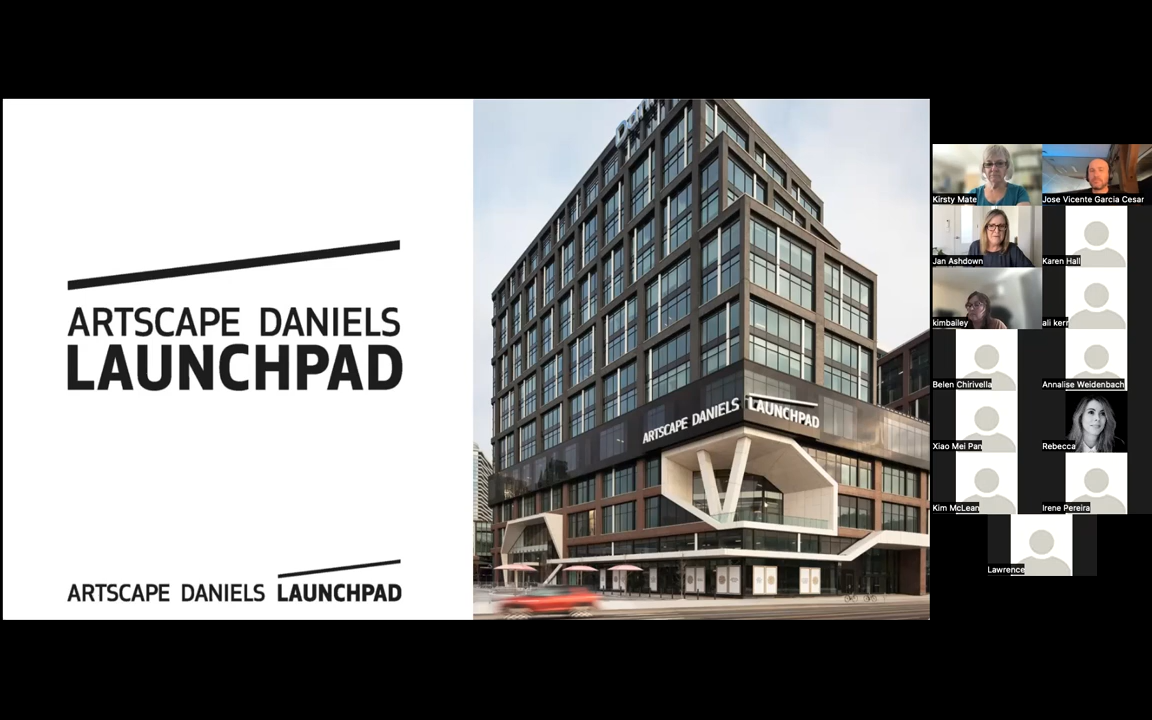 ARTSCAPE DANIELS
LAUNCHPAD
ARTSCAPE DANIELS LAUNCHPAD
ARTSCAPE DANIELS LAUNCHPAD
Kirsty Mate
Jose Vicente Garcia Cesar
Jan Ashdown
Karen Hall
kimbailey
ali kerr
Belen Chirivella
Annalise Weidenbach
Xiao Mei Pan
Rebecca
Kim McLean
Irene Pereira
Lawrence